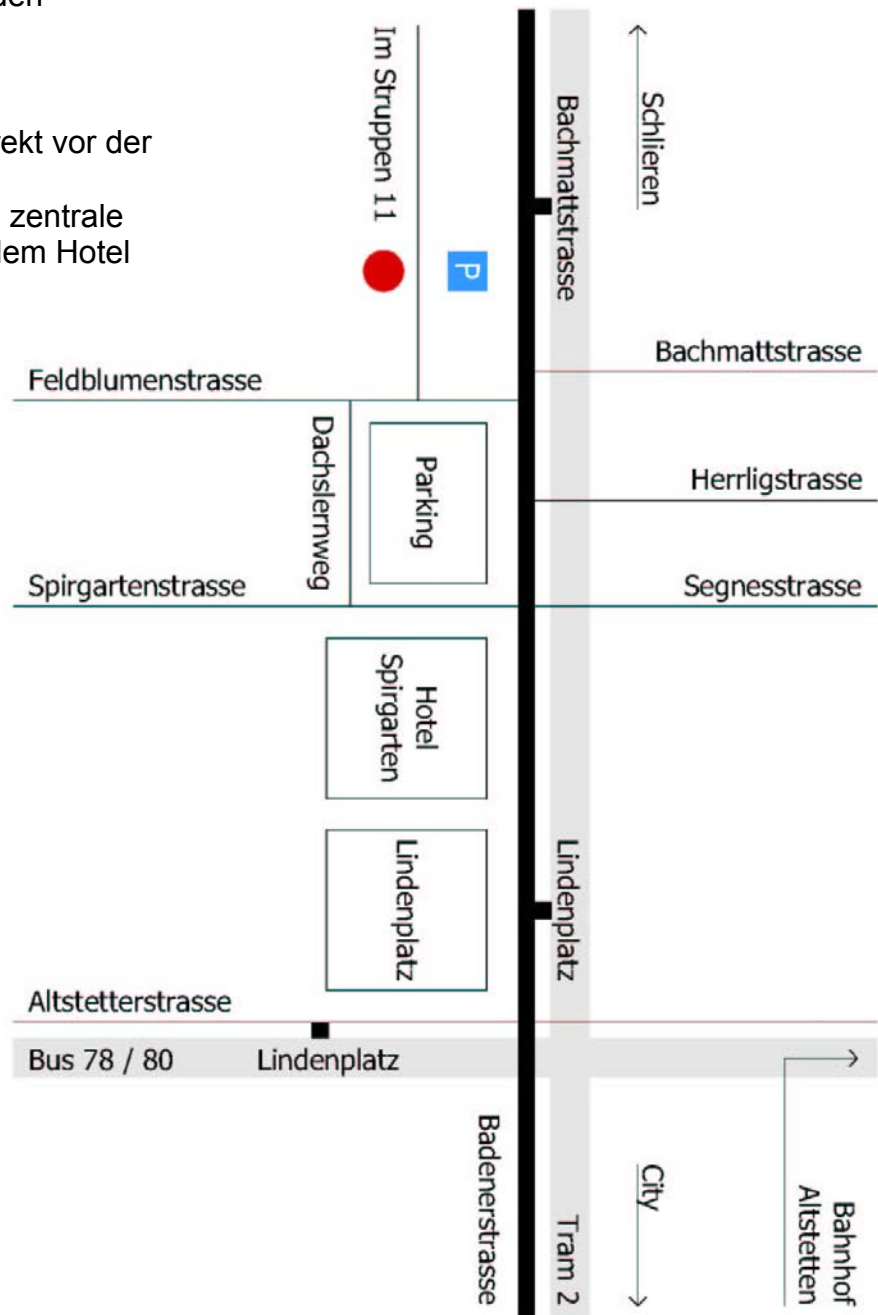 den
ekt vor der
zentrale
dem Hotel
Schlieren
Im Struppen 11
Bachmattstrasse
P
Bachmattstrasse
Feldblumenstrasse
Dachslernweg
Parking
Herrligstrasse
Spirgartenstrasse
Segnesstrasse
Hotel
Spirgarten
Lindenplatz
Lindenplatz
Altstetterstrasse
Bus 78 / 80
Lindenplatz
Badenerstrasse
Tram 2
City
Bahnhof
Altstetten